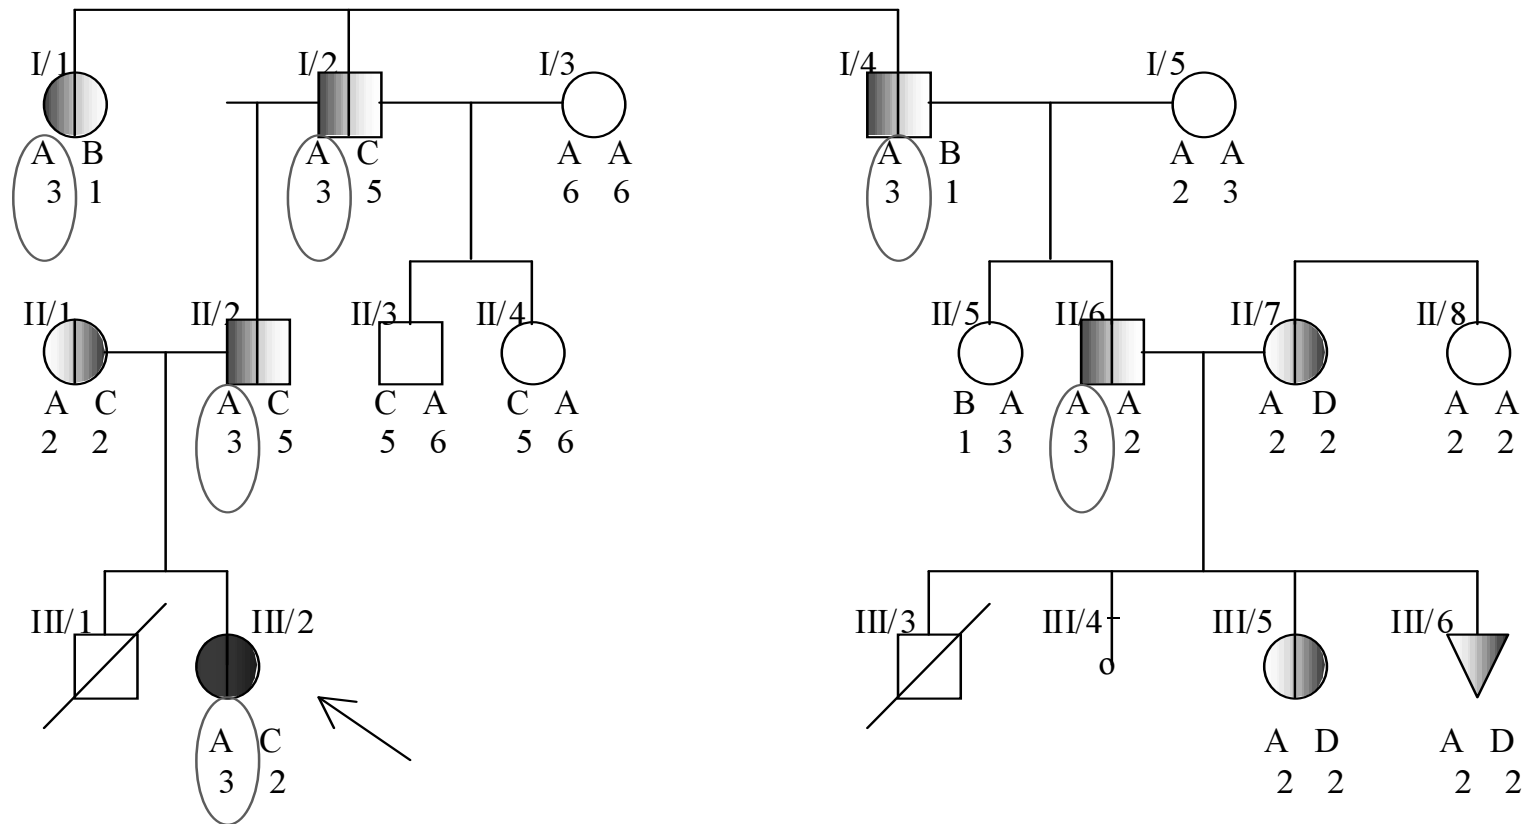 I/1 I/2 I/3 I/4 I/5
A B A C A A A B A A
3 1 3 5 6 6 3 1 2 3
II/1 II/2 II/3 II/4 II/5 II/6 II/7 II/8
A C A C C A C A B A A A A D A A
2 2 3 5 5 6 5 6 1 3 3 2 2 2 2 2
III/1 III/2 III/3 III/4 III/5 III/6
o
A C A D A D
3 2 2 2 2 2